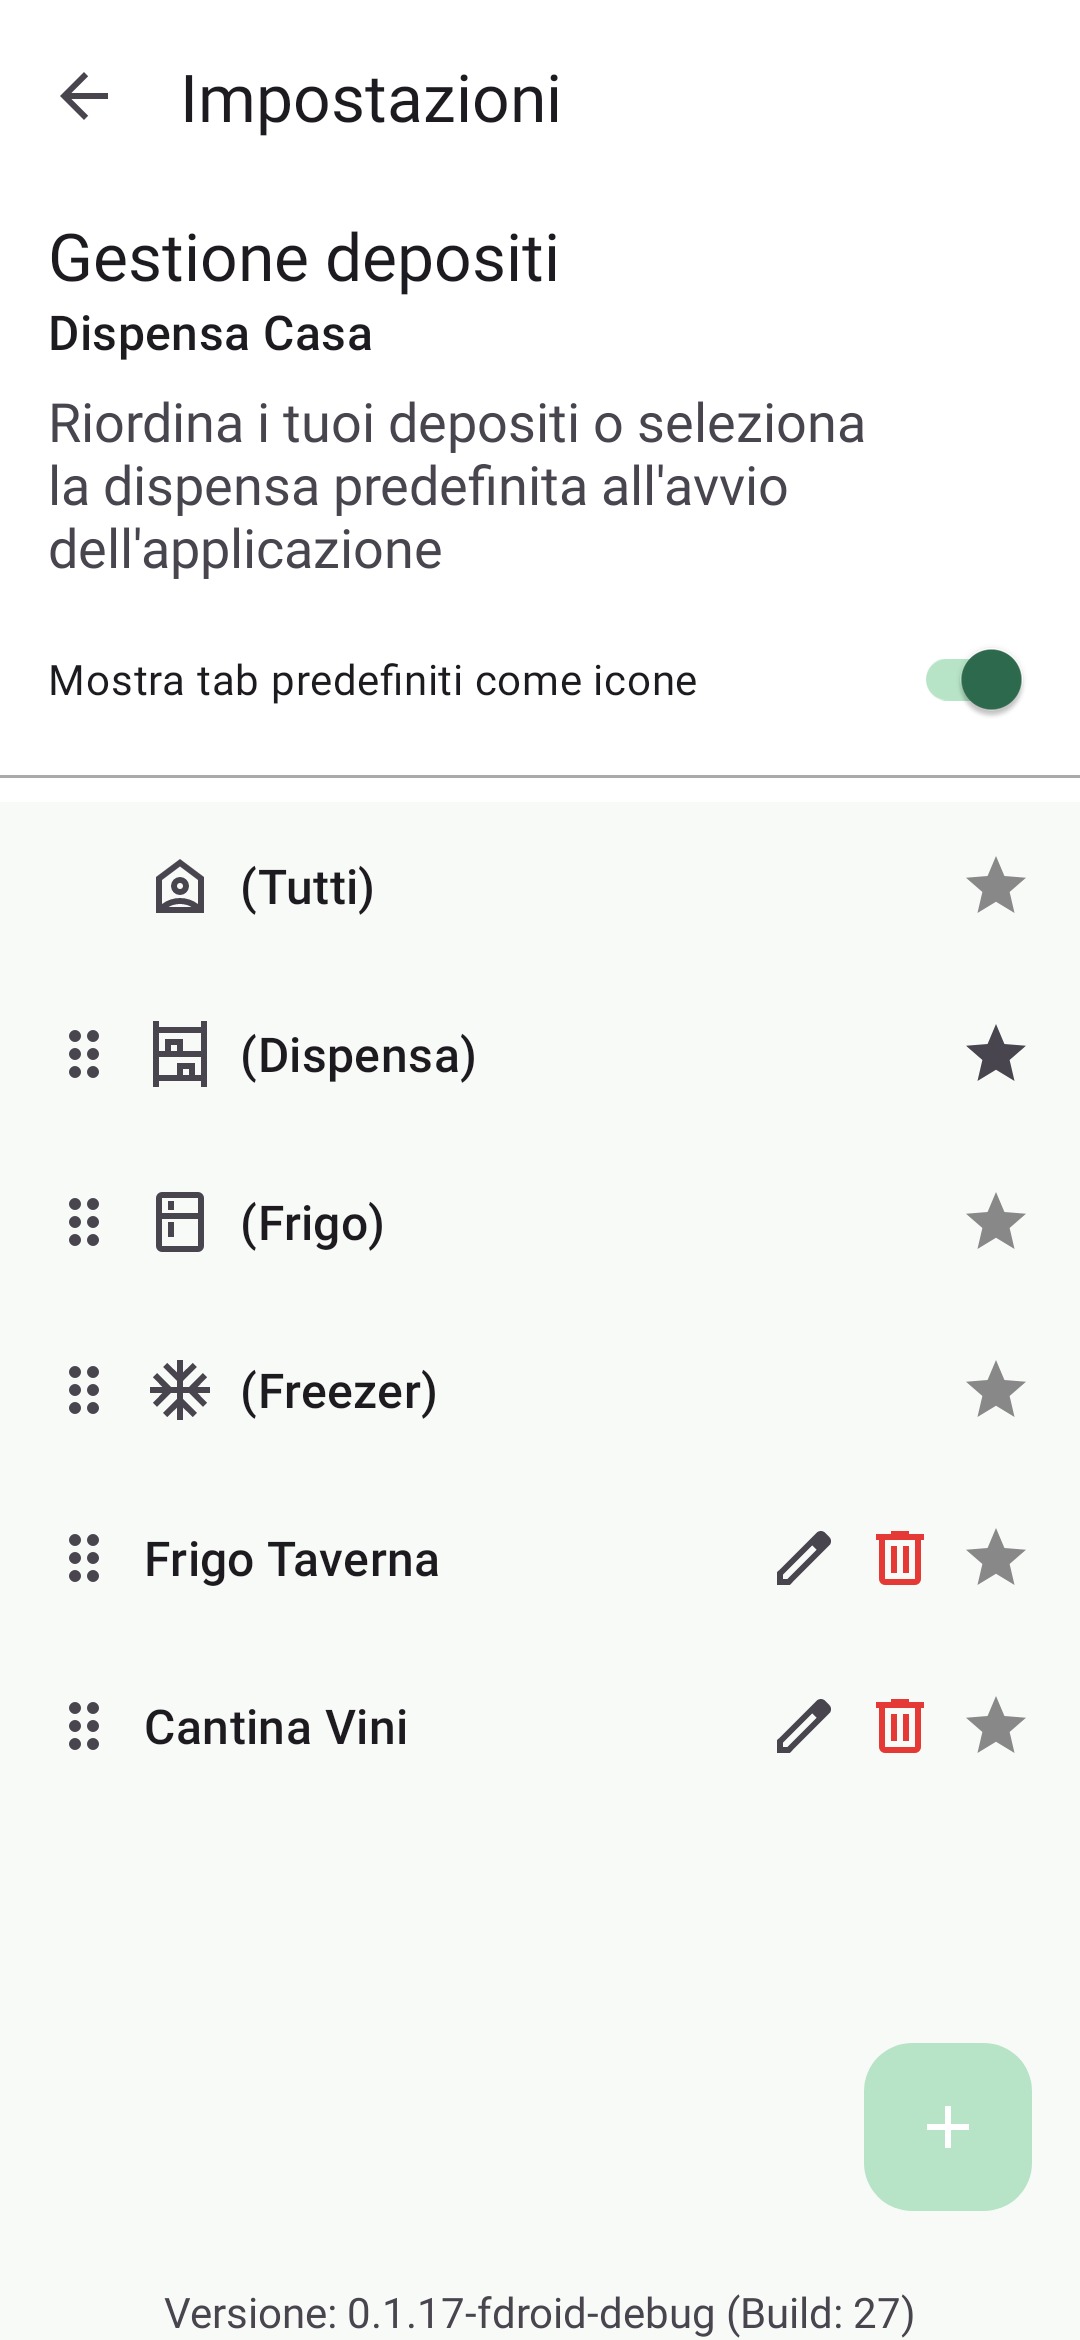 Impostazioni
Gestione depositi
Dispensa Casa
Riordina i tuoi depositi o seleziona
la dispensa predefinita all'avvio
dell'applicazione
Mostra tab predefiniti come icone
(Tutti)
(Dispensa)
(Frigo)
(Freezer)
Frigo Taverna
Cantina Vini
Versione: 0.1.17-fdroid-debug (Build: 27)